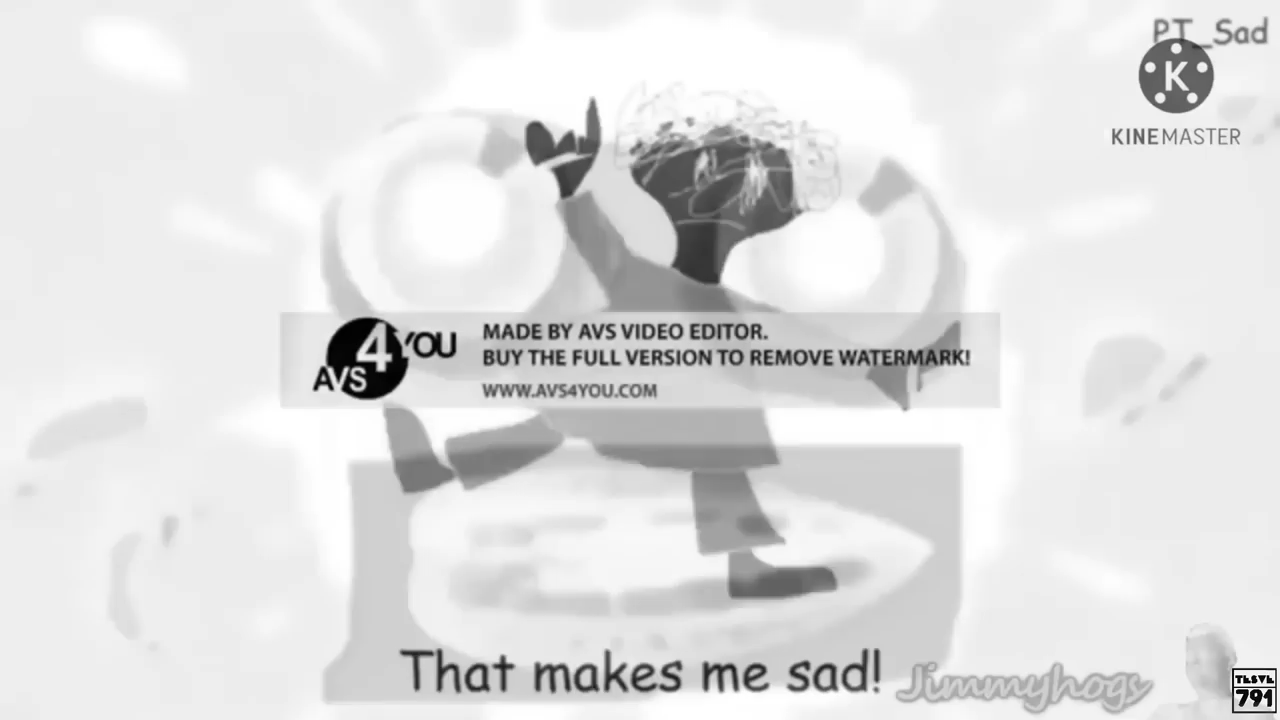 PT_Sad
K
KINEMASTER
AVS
4
YOU
MADE BY AVS VIDEO EDITOR.
BUY THE FULL VERSION TO REMOVE WATERMARK!
WWW.AVS4YOU.COM
That makes me sad!
Jimmyhogs
791